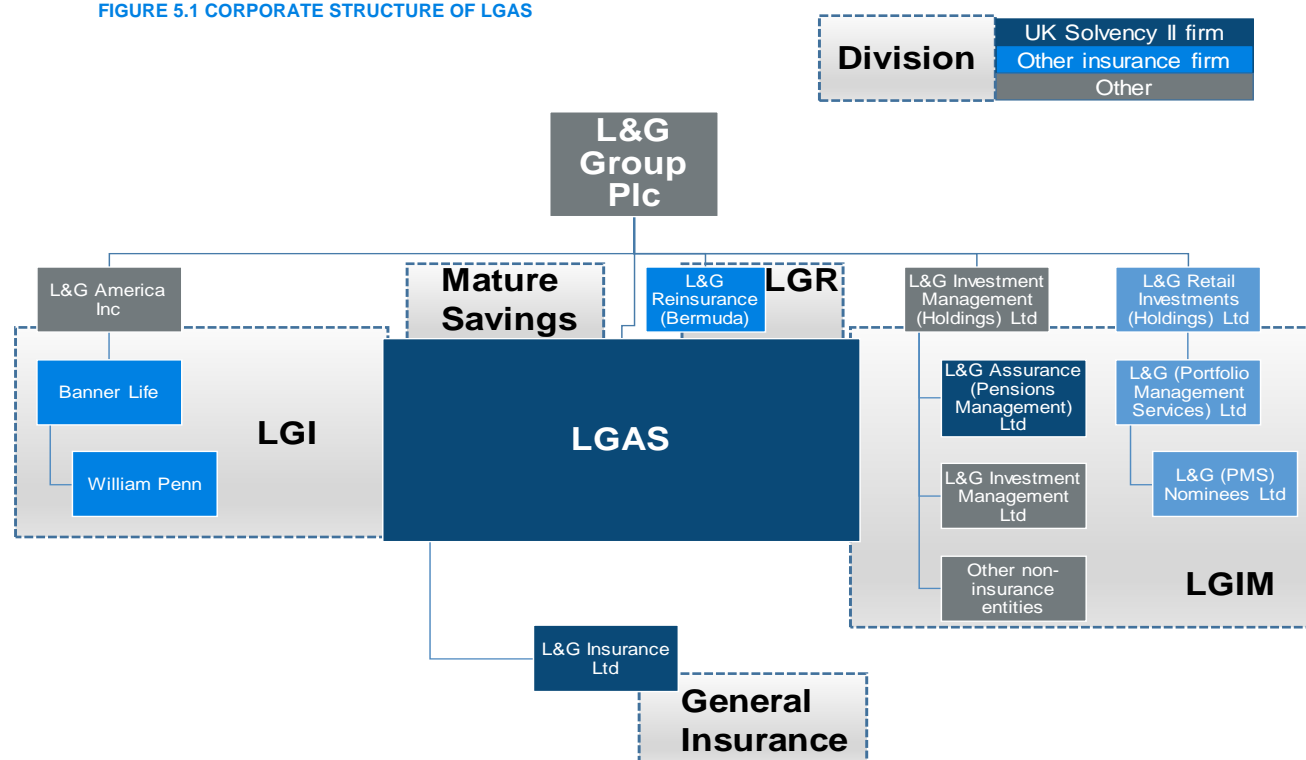 FIGURE 5.1 CORPORATE STRUCTURE OF LGAS
Division
UK Solvency II firm
Other insurance firm
Other
L&G
Group
Plc
L&G America
Inc
Mature
Savings
L&G
Reinsurance
(Bermuda)
LGR
L&G Investment
Management
(Holdings) Ltd
L&G Retail
Investments
(Holdings) Ltd
Banner Life
LGI
William Penn
LGAS
L&G Assurance
(Pensions
Management)
Ltd
L&G (Portfolio
Management
Services) Ltd
L&G Investment
Management
Ltd
L&G (PMS)
Nominees Ltd
Other non-
insurance
entities
LGIM
L&G Insurance
Ltd
General
Insurance